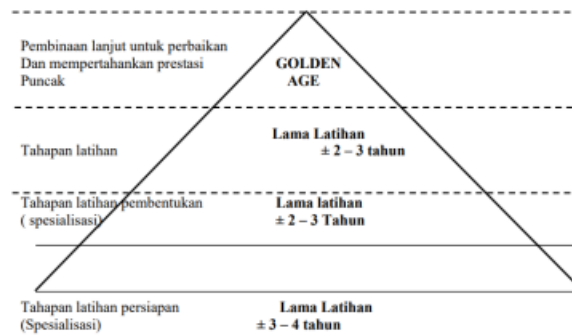 Pembinaan lanjut untuk perbaikan
Dan mempertahankan prestasi
Puncak
GOLDEN
AGE
Tahapan latihan
Lama Latihan
± 2 – 3 tahun
Tahapan latihan pembentukan
( spesialisasi)
Lama latihan
± 2 – 3 Tahun
Tahapan latihan persiapan
(Spesialisasi)
Lama Latihan
± 3 – 4 tahun